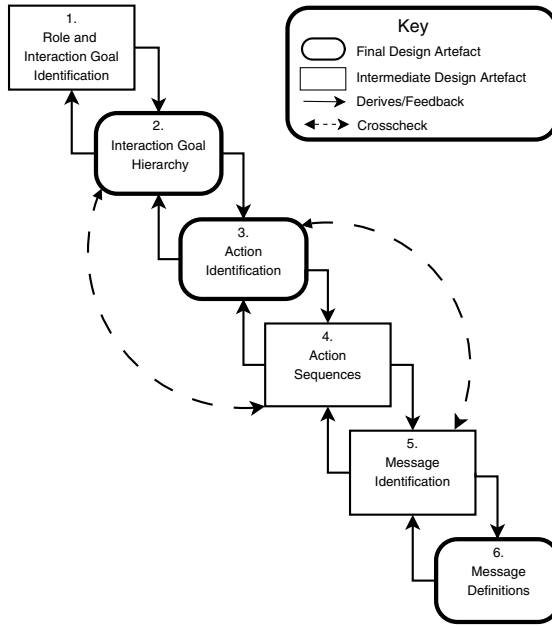 1.
Role and
Interaction Goal
Identification
Key
Final Design Artefact
Intermediate Design Artefact
Derives/Feedback
Crosscheck
2.
Interaction Goal
Hierarchy
3.
Action
Identification
4.
Action
Sequences
5.
Message
Identification
6.
Message
Definitions